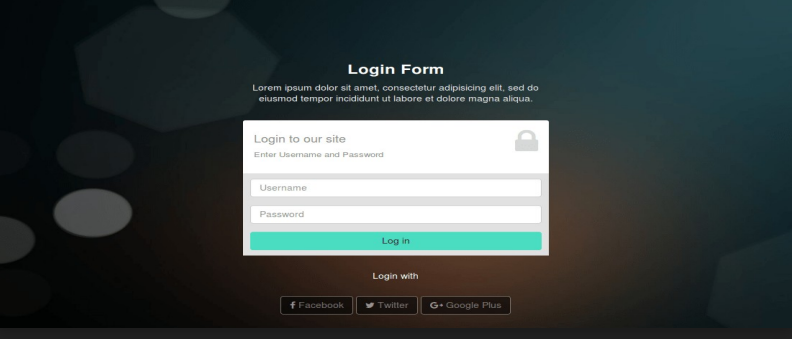 Login Form
Lorem ipsum dolor sit amet, consectetur adipisicing elit, sed do
eiusmod tempor incididunt ut labore et dolore magna aliqua.
Login to our site
Enter Username and Password
Username
Password
Log in
Login with
Facebook Twitter G+ Google Plus